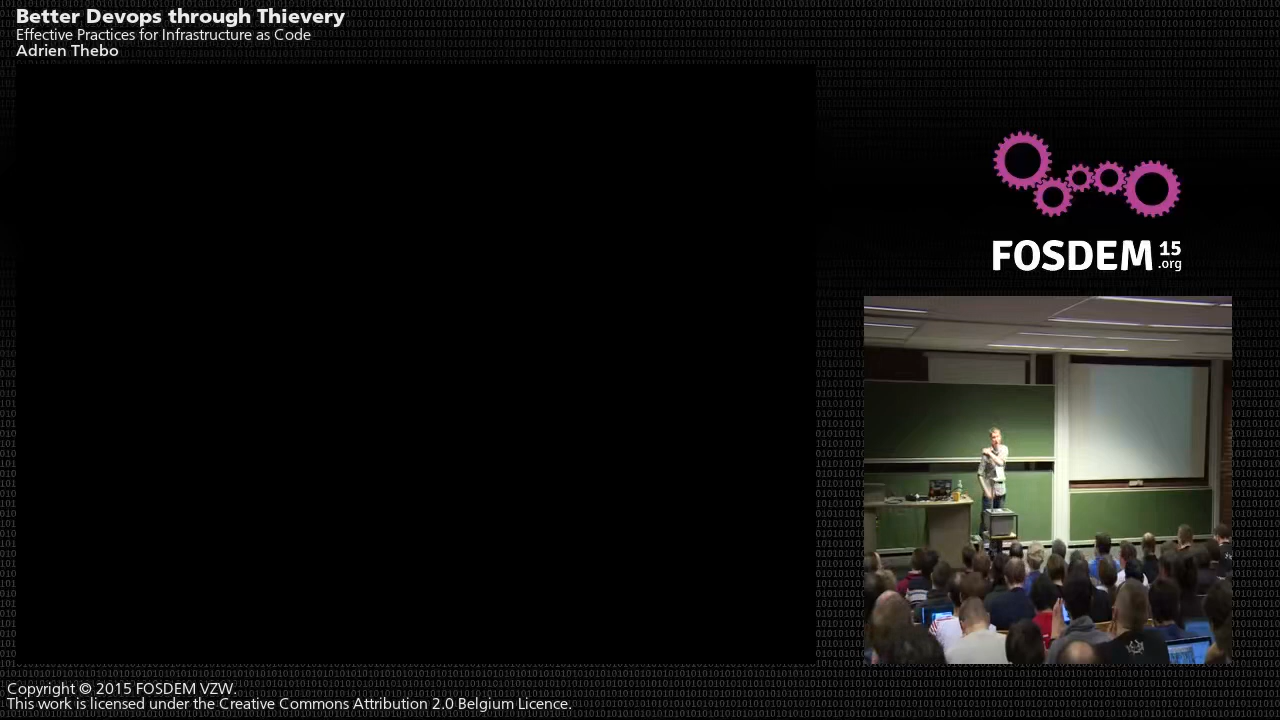 Better Devops through Thievery
Effective Practices for Infrastructure as Code
Adrien Thebo
FOSDEM 15
.org
Copyright © 2015 FOSDEM VZW.
This work is licensed under the Creative Commons Attribution 2.0 Belgium Licence.